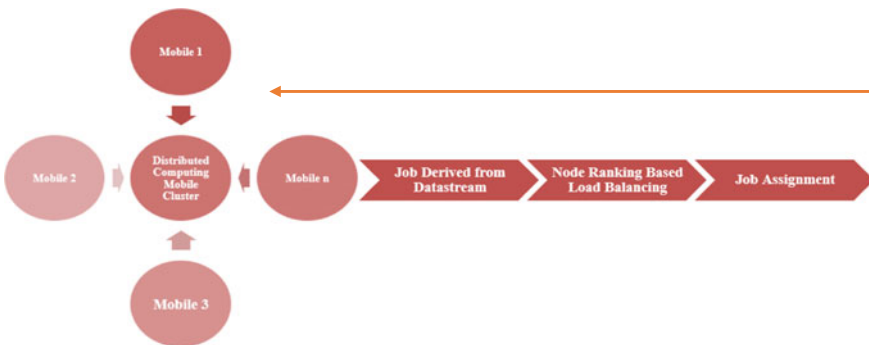 Mobile 1
Mobile 2
Distributed
Computing
Mobile
Cluster
Mobile n
Job Derived from
Datastream
Node Ranking Based
Load Balancing
Job Assignment
Mobile 3